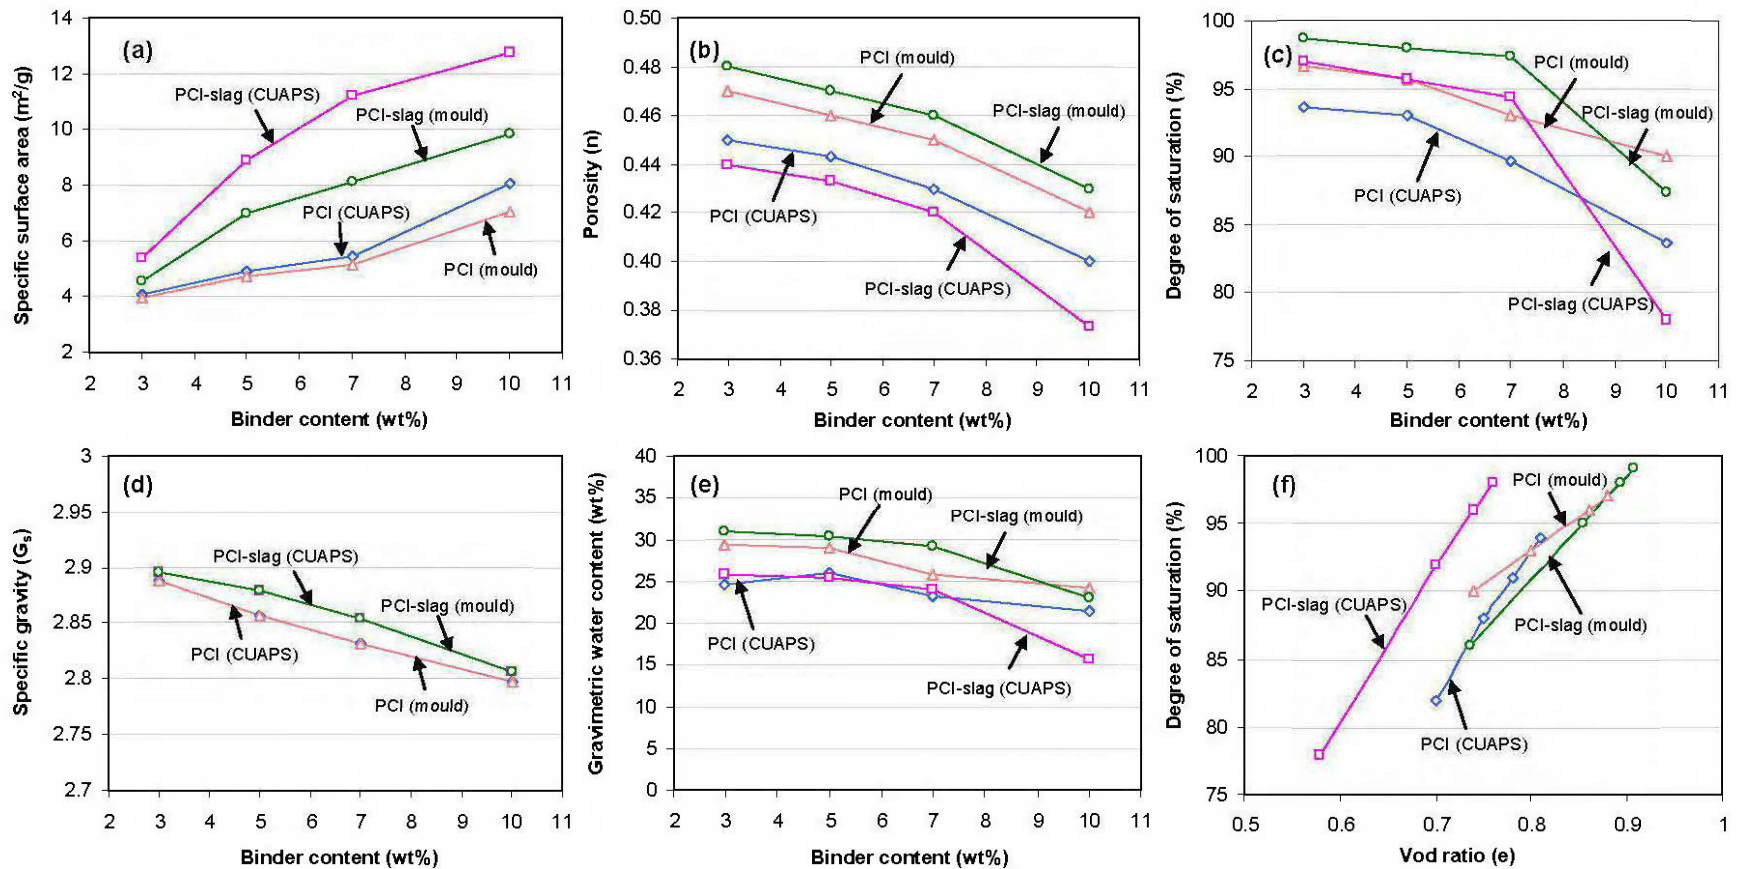 (a)
Specific surface area (m²/g)
14
12
10
8
6
4
2
PCI-slag (CUAPS)
PCI-slag (mould)
PCI (CUAPS)
PCI (mould)
2 3 4 5 6 7 8 9 10 11
Binder content (wt%)
(b)
Porosity (n)
0.50
0.48
0.46
0.44
0.42
0.40
0.38
0.36
PCI (mould)
PCI-slag (mould)
PCI (CUAPS)
PCI-slag (CUAPS)
2 3 4 5 6 7 8 9 10 11
Binder content (wt%)
(c)
Degree of saturation (%)
100
95
90
85
80
75
PCI (mould)
PCI-slag (mould)
PCI (CUAPS)
PCI-slag (CUAPS)
2 3 4 5 6 7 8 9 10 11
Binder content (wt%)
(d)
Specific gravity (Gs)
3
2.95
2.9
2.85
2.8
2.75
2.7
PCI-slag (CUAPS)
PCI-slag (mould)
PCI (CUAPS)
PCI (mould)
2 3 4 5 6 7 8 9 10 11
Binder content (wt%)
(e)
Gravimetric water content (wt%)
40
35
30
25
20
15
10
5
0
PCI (mould)
PCI-slag (mould)
PCI (CUAPS)
PCI-slag (CUAPS)
2 3 4 5 6 7 8 9 10 11
Binder content (wt%)
(f)
Degree of saturation (%)
100
95
90
85
80
75
PCI (mould)
PCI-slag (CUAPS)
PCI-slag (mould)
PCI (CUAPS)
0.5 0.6 0.7 0.8 0.9 1
Vod ratio (e)